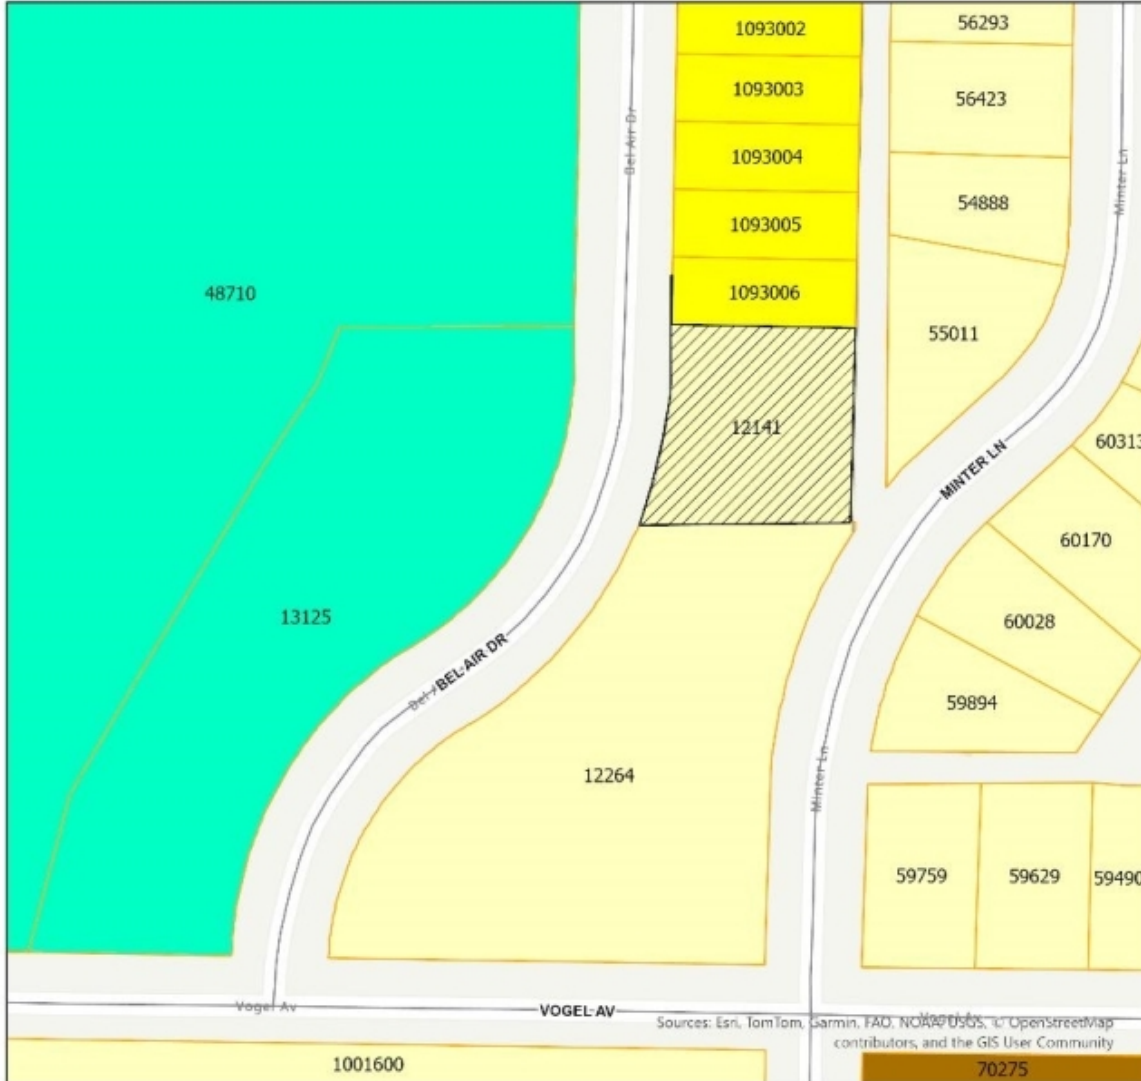 1093002
56293
1093003
56423
Bel Air Dr
1093004
Minter Ln
54888
1093005
48710
1093006
55011
12141
60313
MINTER LN
60170
13125
60028
BEL AIR DR
59894
12264
Minter Ln
59759
59629
59490
Vogel Av
VOGEL AV
Sources: Esri, TomTom, Garmin, FAO, NOAA, USGS, © OpenStreetMap
contributors, and the GIS User Community
1001600
70275